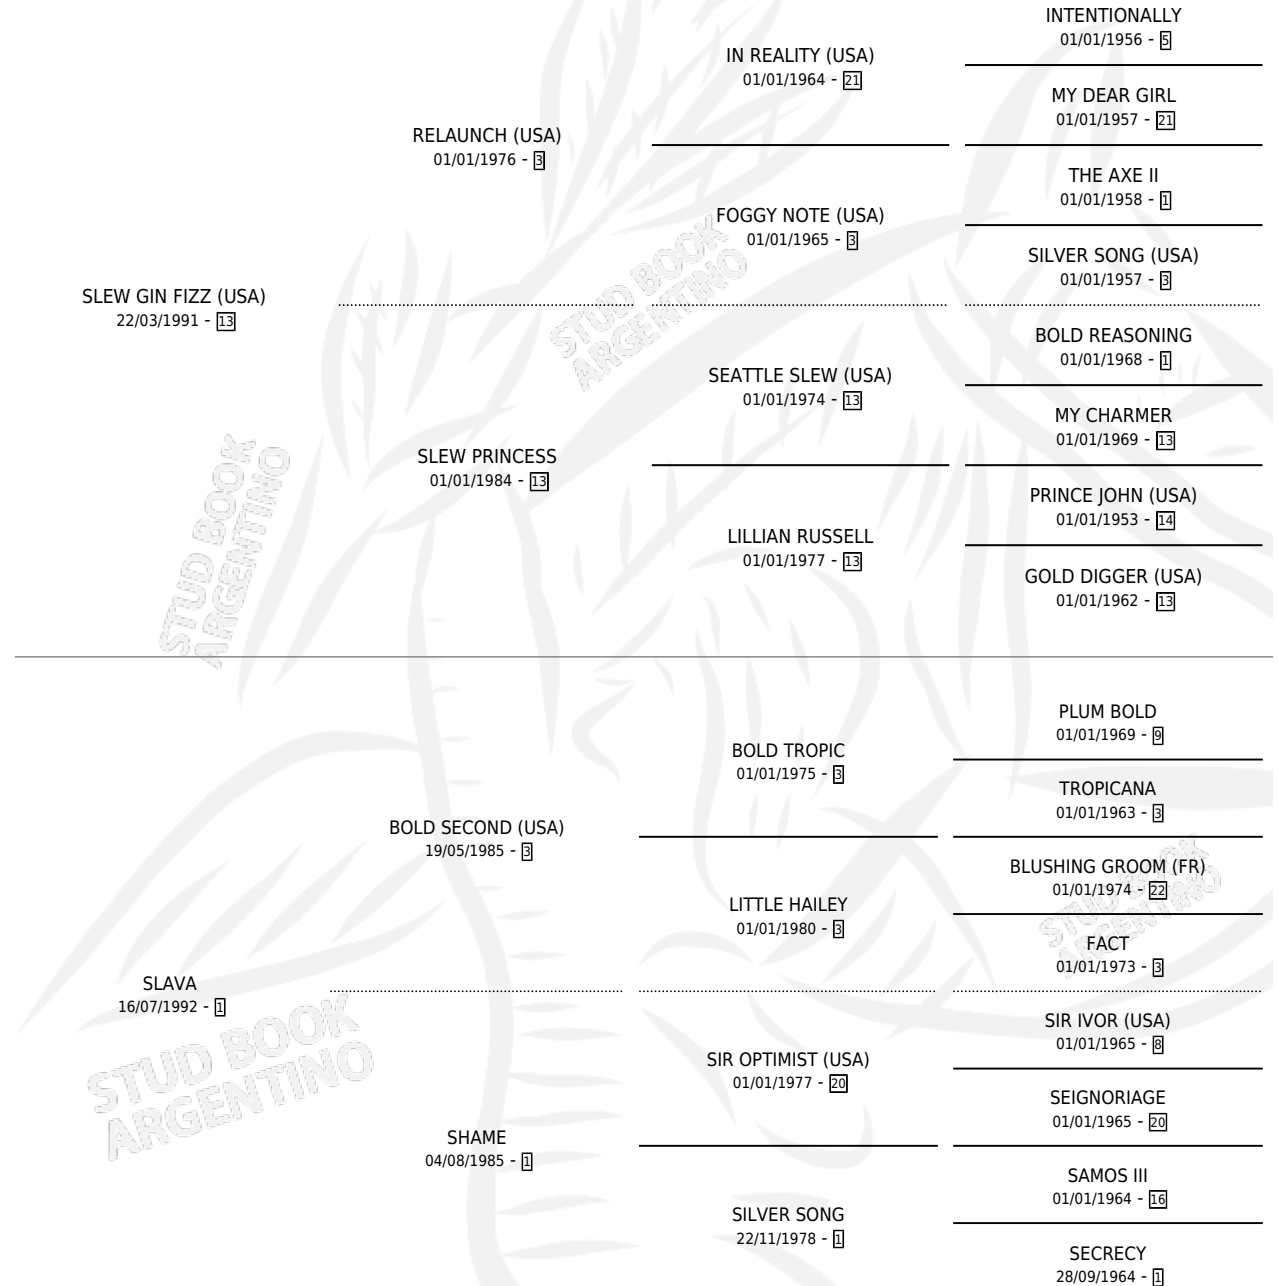 INTENTIONALLY
01/01/1956 - 5
IN REALITY (USA)
01/01/1964 - 21
MY DEAR GIRL
01/01/1957 - 21
RELAUNCH (USA)
01/01/1976 - 3
THE AXE II
01/01/1958 - 1
FOGGY NOTE (USA)
01/01/1965 - 3
SILVER SONG (USA)
01/01/1957 - 3
SLEW GIN FIZZ (USA)
22/03/1991 - 13
BOLD REASONING
01/01/1968 - 1
SEATTLE SLEW (USA)
01/01/1974 - 13
MY CHARMER
01/01/1969 - 13
SLEW PRINCESS
01/01/1984 - 13
PRINCE JOHN (USA)
01/01/1953 - 14
LILLIAN RUSSELL
01/01/1977 - 13
GOLD DIGGER (USA)
01/01/1962 - 13
STUD BOOK
ARGENTINO
STUD BOOK
ARGENTINO
PLUM BOLD
01/01/1969 - 9
BOLD TROPIC
01/01/1975 - 3
TROPICANA
01/01/1963 - 3
BOLD SECOND (USA)
19/05/1985 - 3
BLUSHING GROOM (FR)
01/01/1974 - 22
LITTLE HAILEY
01/01/1980 - 3
FACT
01/01/1973 - 3
SLAVA
16/07/1992 - 1
SIR IVOR (USA)
01/01/1965 - 8
SIR OPTIMIST (USA)
01/01/1977 - 20
SEIGNORIAGE
01/01/1965 - 20
SHAME
04/08/1985 - 1
SAMOS III
01/01/1964 - 16
SILVER SONG
22/11/1978 - 1
SECRECY
28/09/1964 - 1
STUD BOOK
ARGENTINO
STUD BOOK
ARGENTINO